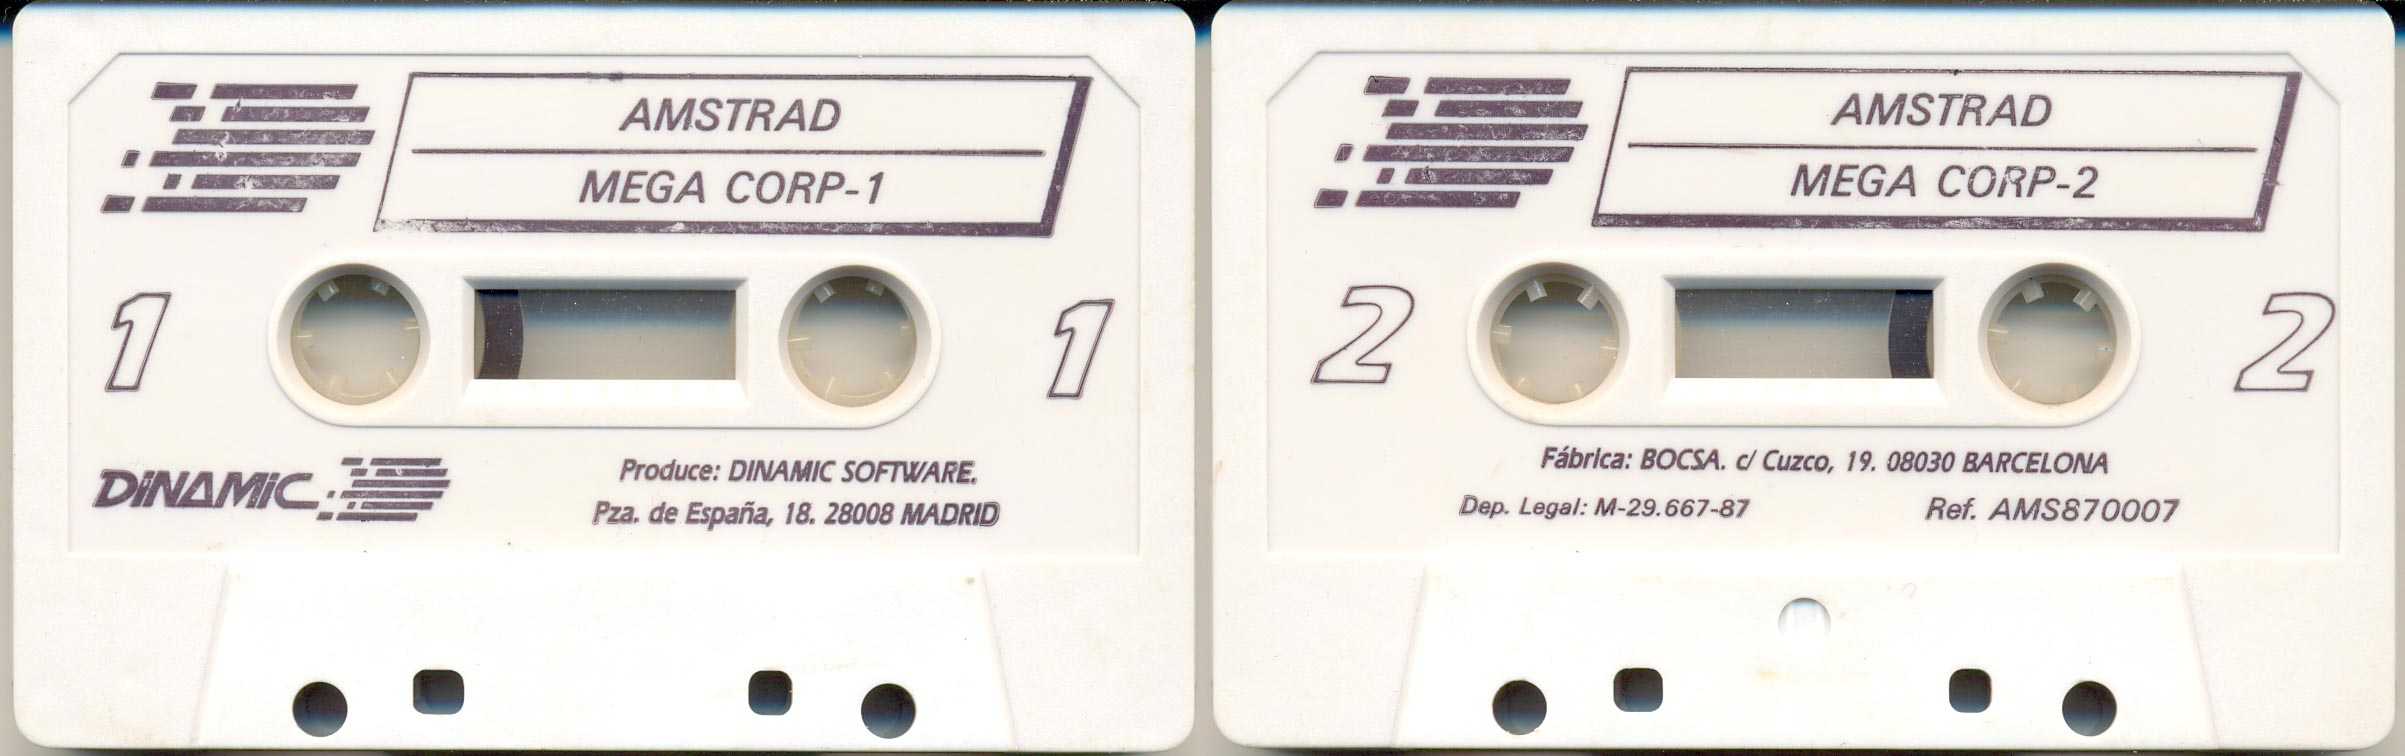 AMSTRAD
MEGA CORP-1
1
1
DINAMIC
Produce: DINAMIC SOFTWARE.
Pza. de España, 18. 28008 MADRID
AMSTRAD
MEGA CORP-2
2
2
Fábrica: BOCSA. c/ Cuzco, 19. 08030 BARCELONA
Dep. Legal: M-29.667-87
Ref. AMS870007